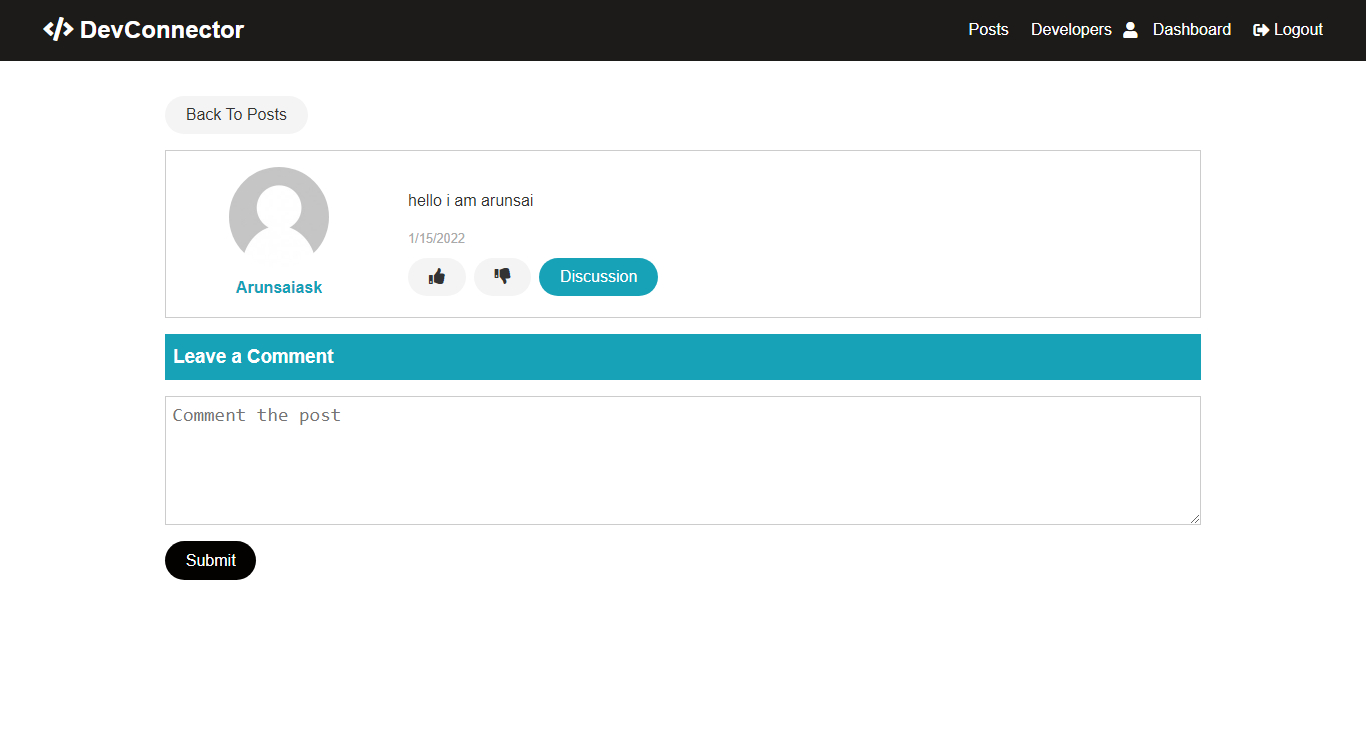 DevConnector Posts Developers Dashboard Logout
Back To Posts
hello i am arunsai
1/15/2022
Discussion
Arunsaiask
Leave a Comment
Comment the post
Submit